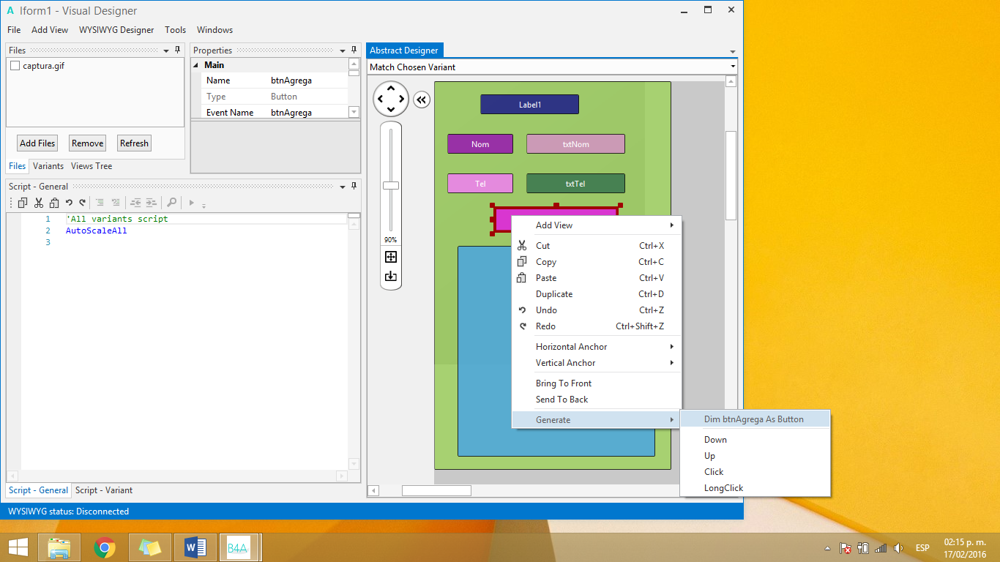 A Iform1 - Visual Designer
File Add View WYSIWYG Designer Tools Windows
Files
captura.gif
Add Files Remove Refresh
Files Variants Views Tree
Properties
Main
Name btnAgrega
Type Button
Event Name btnAgrega
Script - General
1 'All variants script
2 AutoScaleAll
3
Script - General Script - Variant
Abstract Designer
Match Chosen Variant
90%
Label1
Nom txtNom
Tel txtTel
Add View
Cut Ctrl+X
Copy Ctrl+C
Paste Ctrl+V
Duplicate Ctrl+D
Undo Ctrl+Z
Redo Ctrl+Shift+Z
Horizontal Anchor
Vertical Anchor
Bring To Front
Send To Back
Generate
Dim btnAgrega As Button
Down
Up
Click
LongClick
WYSIWYG status: Disconnected
B4A
ESP
02:15 p. m.
17/02/2016